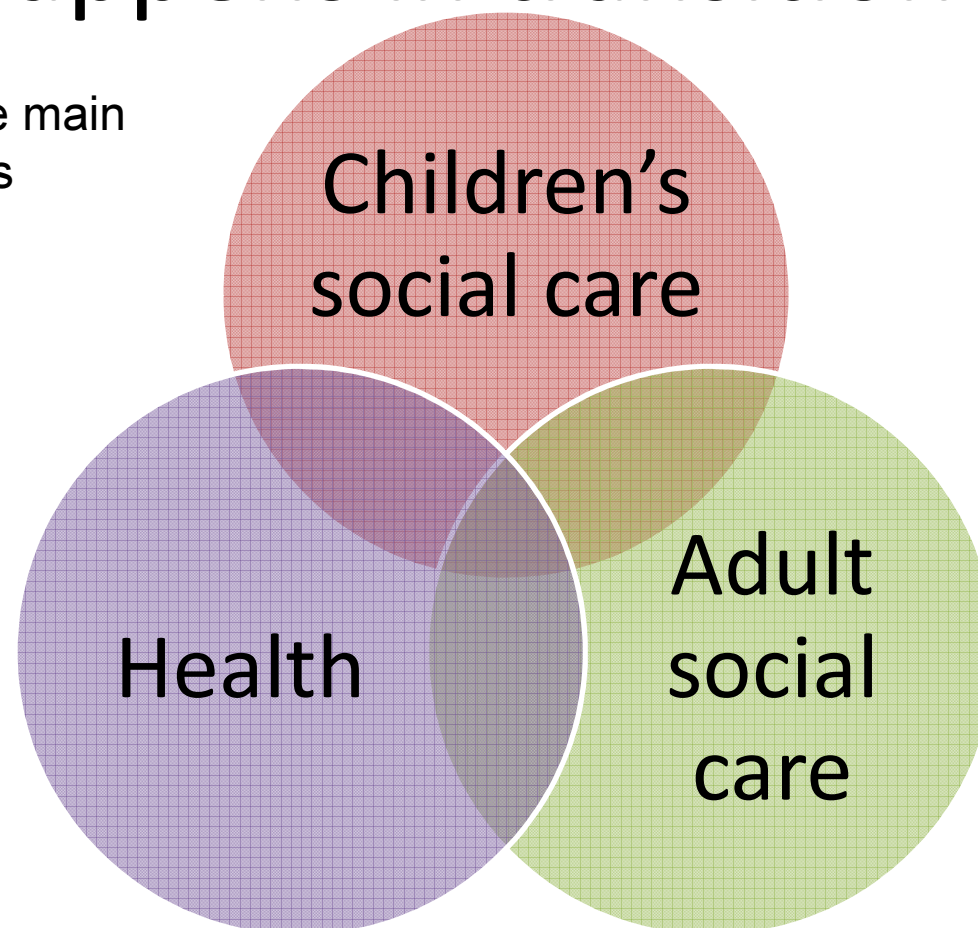 main
s
Children’s
social care
Adult
social
care
Health